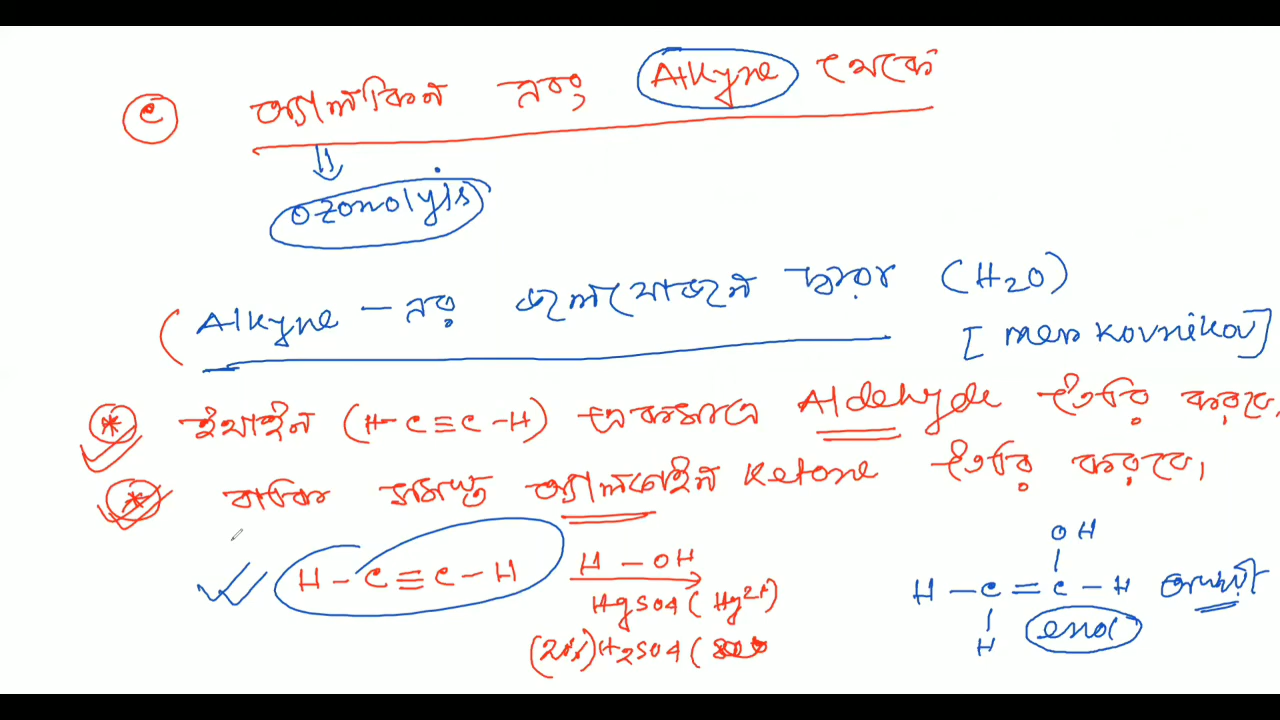 e অ্যালকিন এবং Alkyne থেকে
ozonolysis
(Alkyne - এর জলযোজন দ্বারা (H2O)
[markovnikov]
* ইথাইন (H-C≡C-H) একমাত্র Aldehyde তৈরি করবে।
* বাকি সমস্ত অ্যালকাইন Ketone তৈরি করবে।
OH
H-C≡C-H H-OH H-C=C-H অস্থায়ী
HgSO4 (Hg2+)
H enol
H2SO4 (